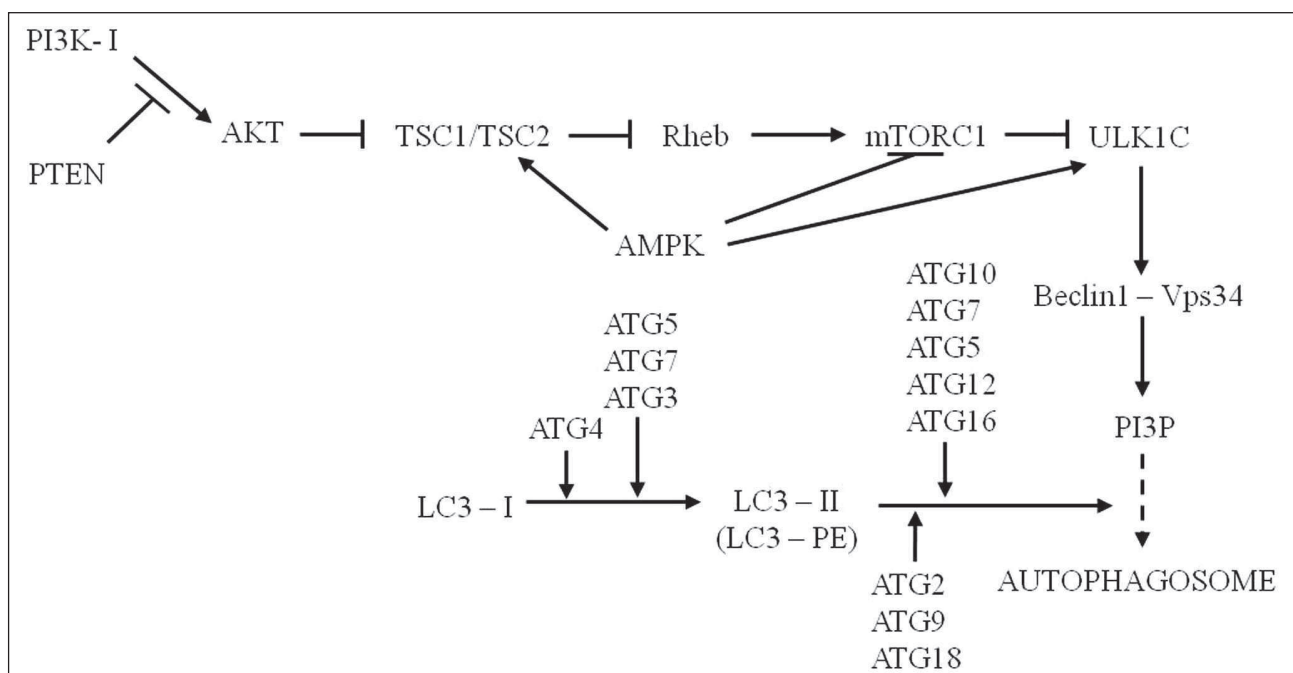 PI3K- I
PTEN
AKT
TSC1/TSC2
Rheb
mTORC1
ULK1C
AMPK
Beclin1 – Vps34
PI3P
AUTOPHAGOSOME
ATG5
ATG7
ATG3
ATG4
LC3 – I
LC3 – II
(LC3 – PE)
ATG10
ATG7
ATG5
ATG12
ATG16
ATG2
ATG9
ATG18